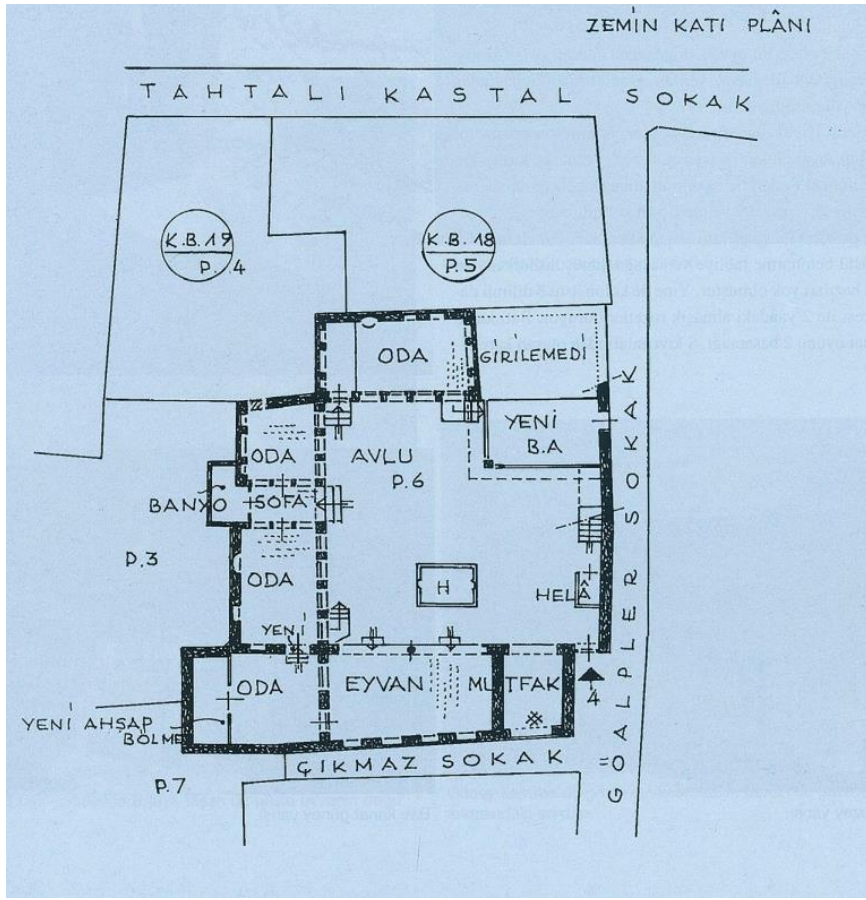 ZEMİN KATI PLÂNI
TAHTALI KASTAL SOKAK
K.B.19
P. 4
K.B.18
P.5
ODA
GİRİLEMEDİ
YENİ
B.A
ODA
AVLU
P.6
BANYO
SOFA
P.3
ODA
H
HELÂ
YENİ
ODA
EYVAN
MUTFAK
4
YENİ AHŞAP
BÖLME
P.7
ÇIKMAZ SOKAK
GÖALPLER SOKAK